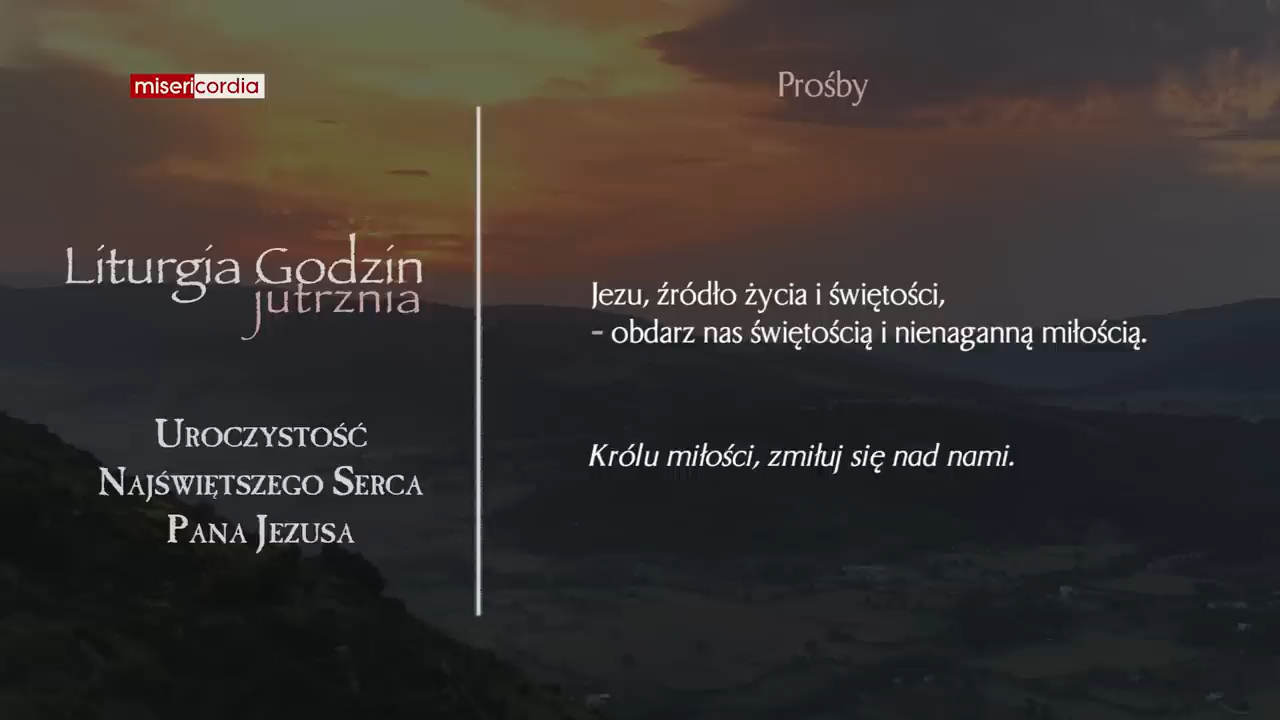 misericordia
Liturgia Godzin
jutrznia
Uroczystość
Najświętszego Serca
Pana Jezusa
Prośby
Jezu, źródło życia i świętości,
– obdarz nas świętością i nienaganną miłością.
Królu miłości, zmiłuj się nad nami.